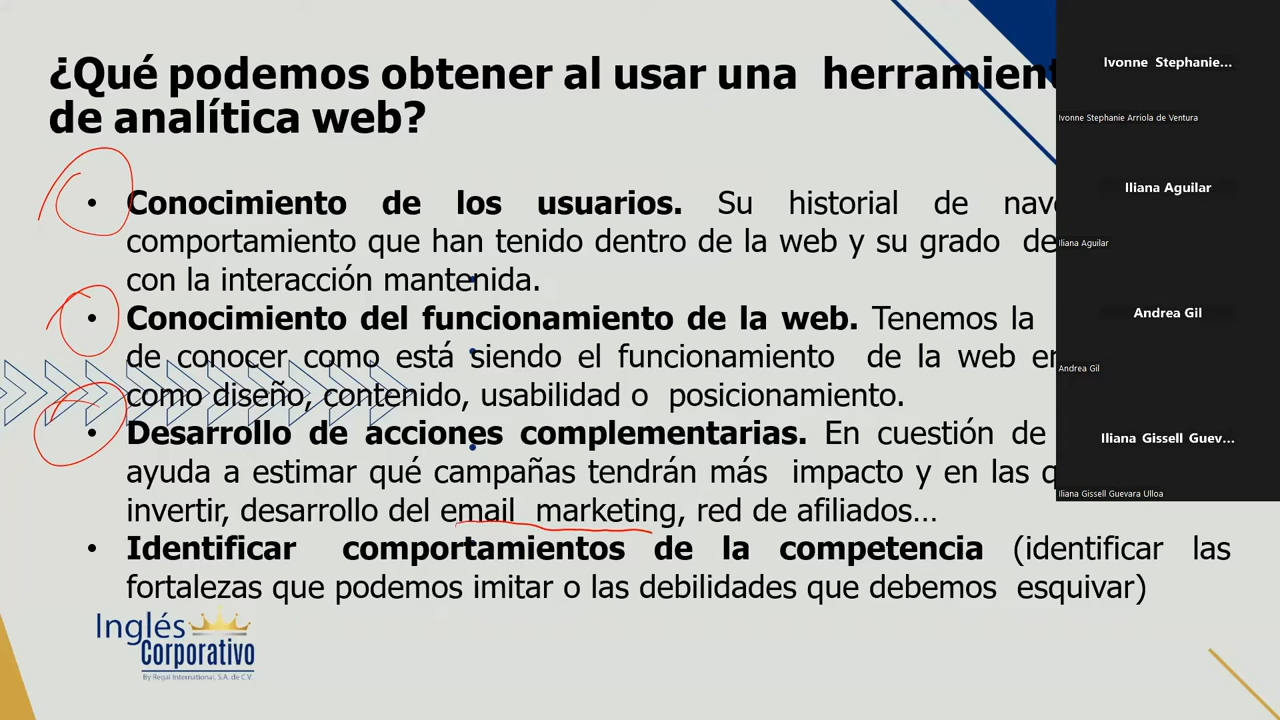 ¿Qué podemos obtener al usar una herramient
de analítica web?
• Conocimiento de los usuarios. Su historial de
comportamiento que han tenido dentro de la web y su grado de
con la interacción mantenida.
• Conocimiento del funcionamiento de la web. Tenemos la
de conocer como está siendo el funcionamiento de la web
como diseño, contenido, usabilidad o posicionamiento.
• Desarrollo de acciones complementarias. En cuestión de
ayuda a estimar qué campañas tendrán más impacto y en las
invertir, desarrollo del email marketing, red de afiliados...
• Identificar comportamientos de la competencia (identificar las
fortalezas que podemos imitar o las debilidades que debemos esquivar)
Inglés
Corporativo
By Regal International, S.A. de C.V.
Ivonne Stephanie...
Ivonne Stephanie Arriola de Ventura
Iliana Aguilar
Iliana Aguilar
Andrea Gil
Andrea Gil
Iliana Gissell Guev...
Iliana Gissell Guevara Ulloa